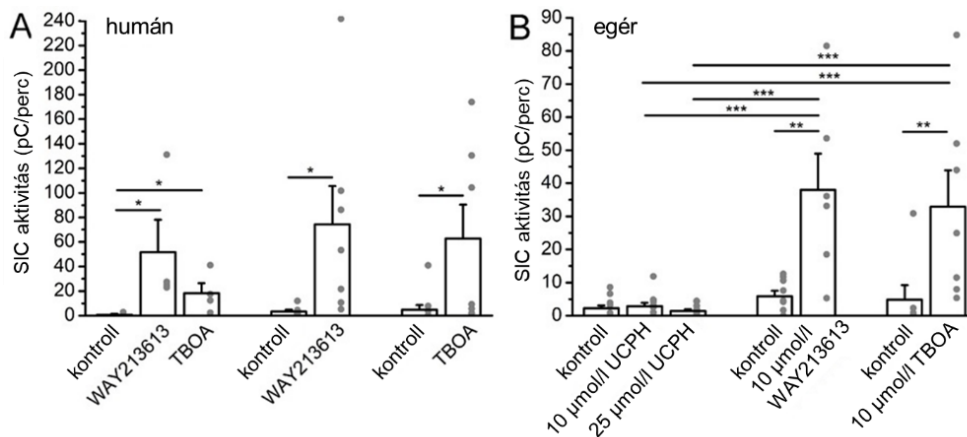 A humán
SIC aktivitás (pC/perc)
240
220
200
180
160
140
120
100
80
60
40
20
0
*
*
*
*
kontroll
WAY213613
TBOA
kontroll
WAY213613
kontroll
TBOA
B egér
SIC aktivitás (pC/perc)
90
80
70
60
50
40
30
20
10
0
***
***
***
***
**
**
kontroll
10 µmol/l UCPH
25 µmol/l UCPH
kontroll
10 µmol/l
WAY213613
kontroll
10 µmol/l TBOA